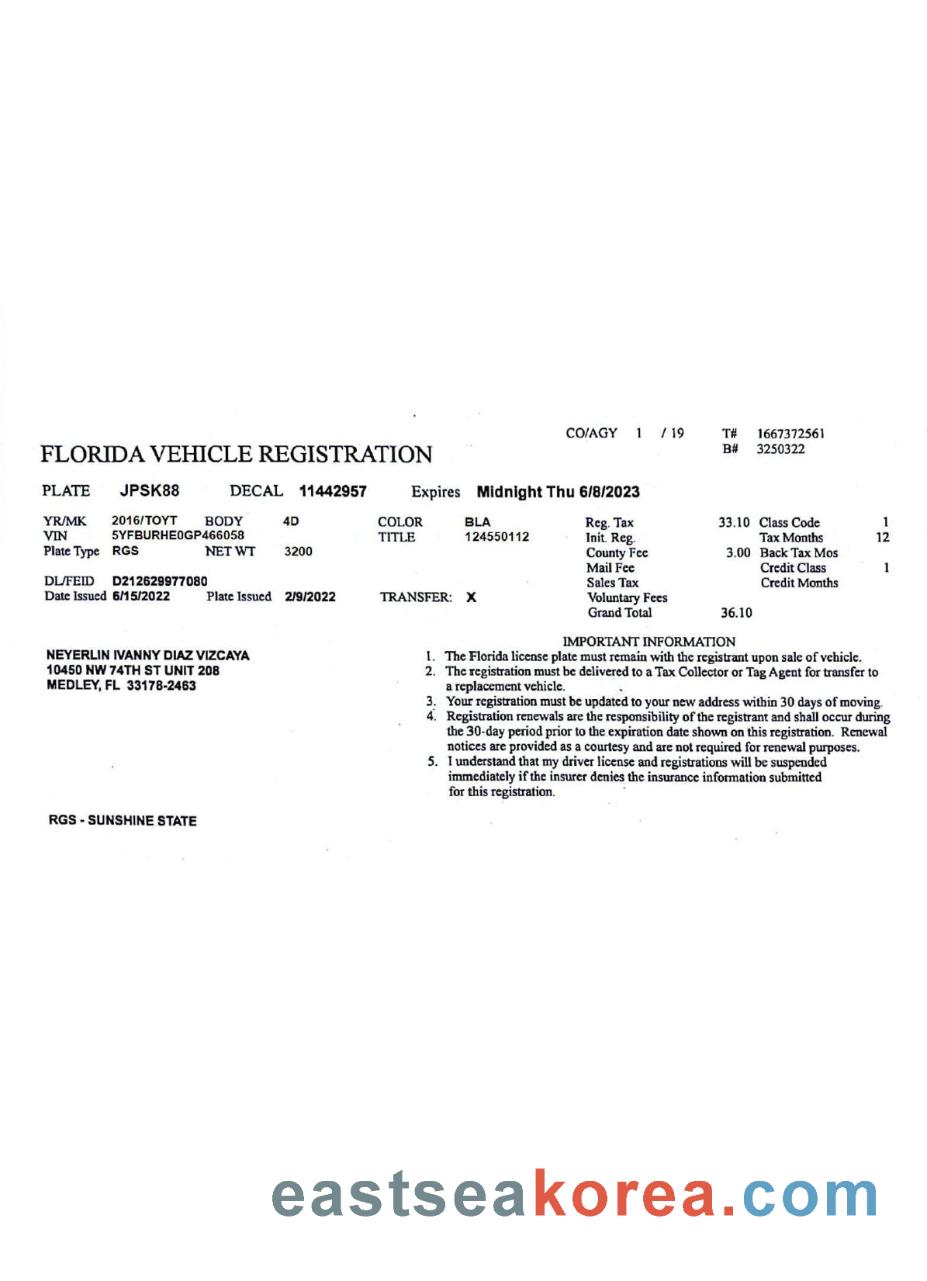 CO/AGY 1 / 19 T# 1667372561
B# 3250322
FLORIDA VEHICLE REGISTRATION
PLATE JPSK88 DECAL 11442957 Expires Midnight Thu 6/8/2023
YR/MK 2016/TOYT BODY 4D COLOR BLA Reg. Tax 33.10 Class Code 1
VIN 5YFBURHE0GP466058 TITLE 124550112 Init. Reg. Tax Months 12
Plate Type RGS NET WT 3200 County Fee 3.00 Back Tax Mos
Mail Fee Credit Class 1
DL/FEID D212629977080 Sales Tax Credit Months
Date Issued 6/15/2022 Plate Issued 2/9/2022 TRANSFER: X Voluntary Fees
Grand Total 36.10
IMPORTANT INFORMATION
NEYERLIN IVANNY DIAZ VIZCAYA
10450 NW 74TH ST UNIT 208
MEDLEY, FL 33178-2463
1. The Florida license plate must remain with the registrant upon sale of vehicle.
2. The registration must be delivered to a Tax Collector or Tag Agent for transfer to
a replacement vehicle.
3. Your registration must be updated to your new address within 30 days of moving.
4. Registration renewals are the responsibility of the registrant and shall occur during
the 30-day period prior to the expiration date shown on this registration. Renewal
notices are provided as a courtesy and are not required for renewal purposes.
5. I understand that my driver license and registrations will be suspended
immediately if the insurer denies the insurance information submitted
for this registration.
RGS - SUNSHINE STATE
eastseakorea.com